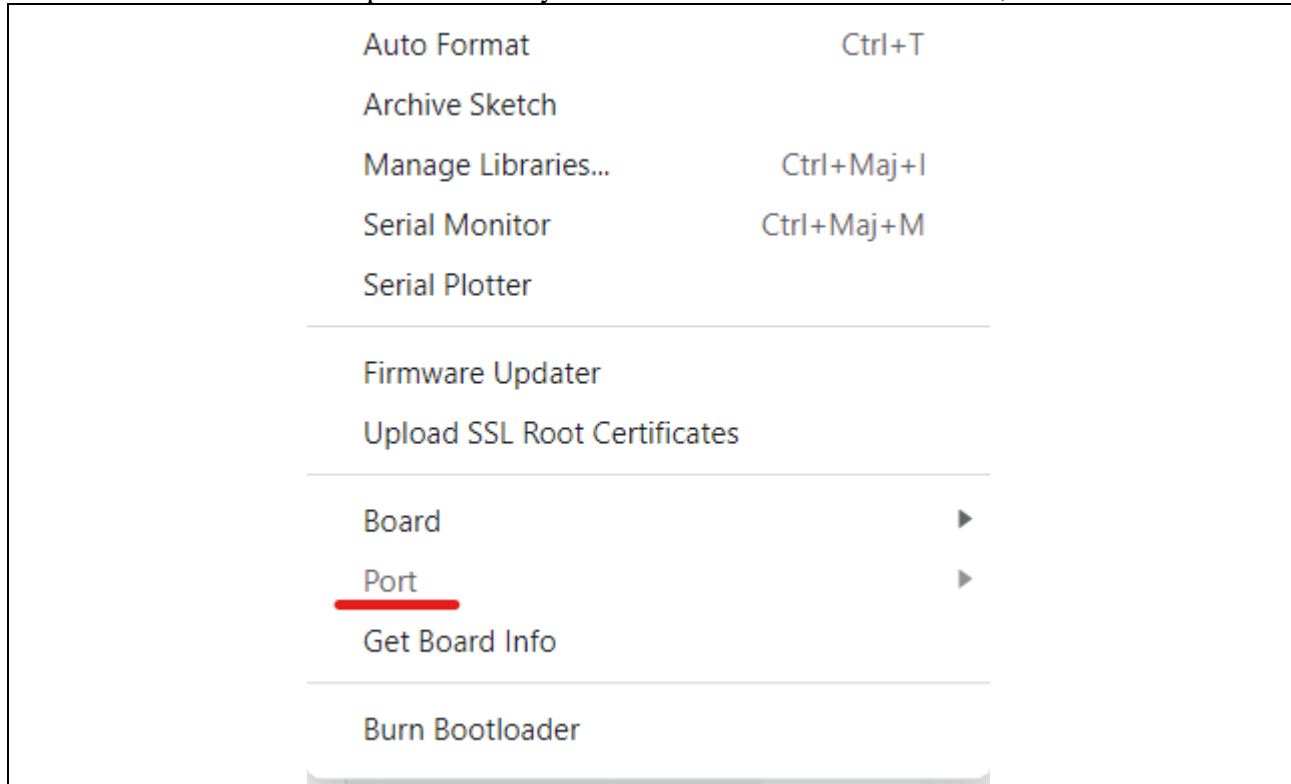 Auto Format Ctrl+T
Archive Sketch
Manage Libraries... Ctrl+Maj+I
Serial Monitor Ctrl+Maj+M
Serial Plotter
Firmware Updater
Upload SSL Root Certificates
Board
Port
Get Board Info
Burn Bootloader